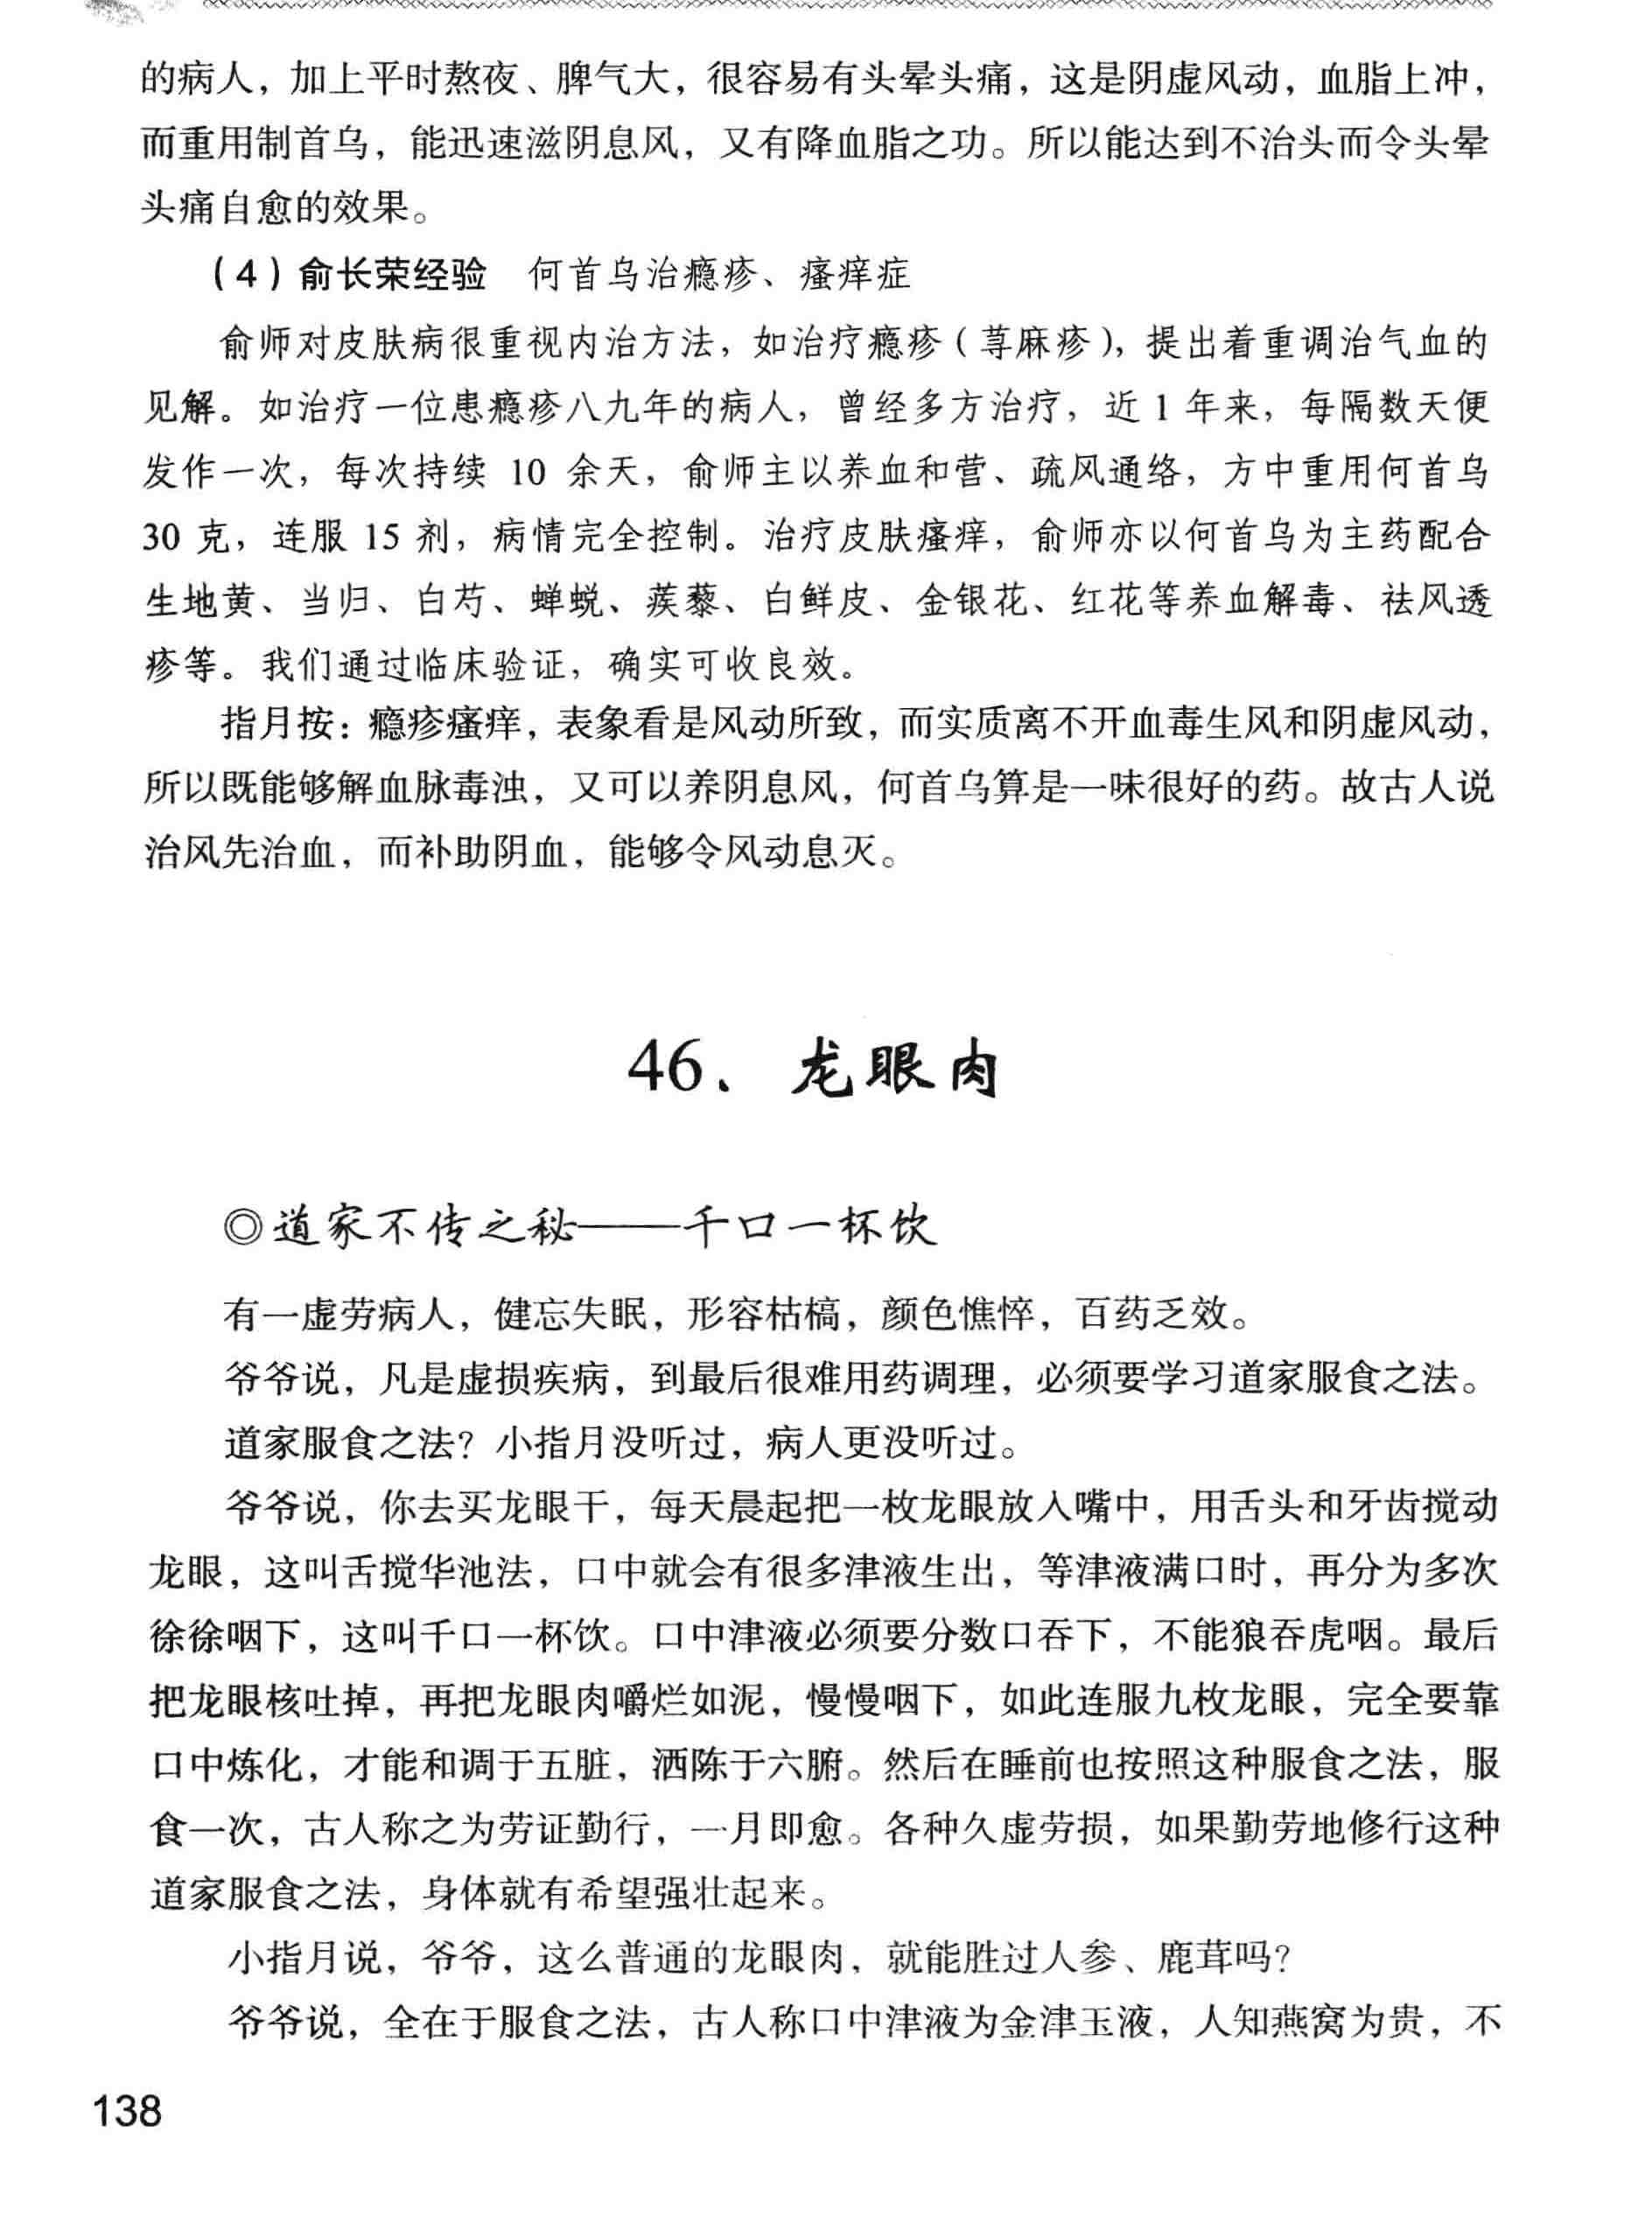 的病人，加上平时熬夜、脾气大，很容易有头晕头痛，这是阴虚风动，血脂上冲，
而重用制首乌，能迅速滋阴息风，又有降血脂之功。所以能达到不治头而令头晕
头痛自愈的效果。
（4）俞长荣经验　何首乌治瘾疹、瘙痒症
俞师对皮肤病很重视内治方法，如治疗瘾疹（荨麻疹），提出着重调治气血的
见解。如治疗一位患瘾疹八九年的病人，曾经多方治疗，近 1 年来，每隔数天便
发作一次，每次持续 10 余天，俞师主以养血和营、疏风通络，方中重用何首乌
30 克，连服 15 剂，病情完全控制。治疗皮肤瘙痒，俞师亦以何首乌为主药配合
生地黄、当归、白芍、蝉蜕、蒺藜、白鲜皮、金银花、红花等养血解毒、祛风透
疹等。我们通过临床验证，确实可收良效。
指月按：瘾疹瘙痒，表象看是风动所致，而实质离不开血毒生风和阴虚风动，
所以既能够解血脉毒浊，又可以养阴息风，何首乌算是一味很好的药。故古人说
治风先治血，而补助阴血，能够令风动息灭。
46、龙眼肉
◎道家不传之秘——千口一杯饮
有一虚劳病人，健忘失眠，形容枯槁，颜色憔悴，百药乏效。
爷爷说，凡是虚损疾病，到最后很难用药调理，必须要学习道家服食之法。
道家服食之法？小指月没听过，病人更没听过。
爷爷说，你去买龙眼干，每天晨起把一枚龙眼放入嘴中，用舌头和牙齿搅动
龙眼，这叫舌搅华池法，口中就会有很多津液生出，等津液满口时，再分为多次
徐徐咽下，这叫千口一杯饮。口中津液必须要分数口吞下，不能狼吞虎咽。最后
把龙眼核吐掉，再把龙眼肉嚼烂如泥，慢慢咽下，如此连服九枚龙眼，完全要靠
口中炼化，才能和调于五脏，洒陈于六腑。然后在睡前也按照这种服食之法，服
食一次，古人称之为劳证勤行，一月即愈。各种久虚劳损，如果勤劳地修行这种
道家服食之法，身体就有希望强壮起来。
小指月说，爷爷，这么普通的龙眼肉，就能胜过人参、鹿茸吗？
爷爷说，全在于服食之法，古人称口中津液为金津玉液，人知燕窝为贵，不
138